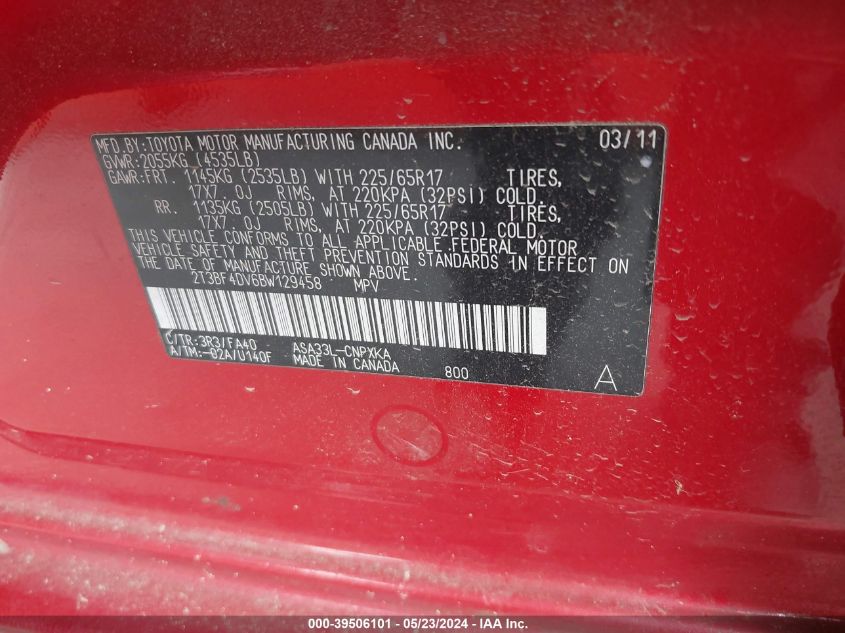 MFD.BY:TOYOTA MOTOR MANUFACTURING CANADA INC. 03/11
GVWR:2055KG (4535LB)
GAWR:FRT. 1145KG (2535LB) WITH 225/65R17 TIRES,
17X7.0J RIMS, AT 220KPA (32PSI) COLD.
RR. 1135KG (2505LB) WITH 225/65R17 TIRES,
17X7.0J RIMS, AT 220KPA (32PSI) COLD.
THIS VEHICLE CONFORMS TO ALL APPLICABLE FEDERAL MOTOR
VEHICLE SAFETY AND THEFT PREVENTION STANDARDS IN EFFECT ON
THE DATE OF MANUFACTURE SHOWN ABOVE.
2T3BF4DV6BW129458 MPV
C/TR:3R3/FA40 ASA33L-CNPXKA
A/TM:-02A/U140F MADE IN CANADA 800 A
000-39506101 - 05/23/2024 - IAA Inc.